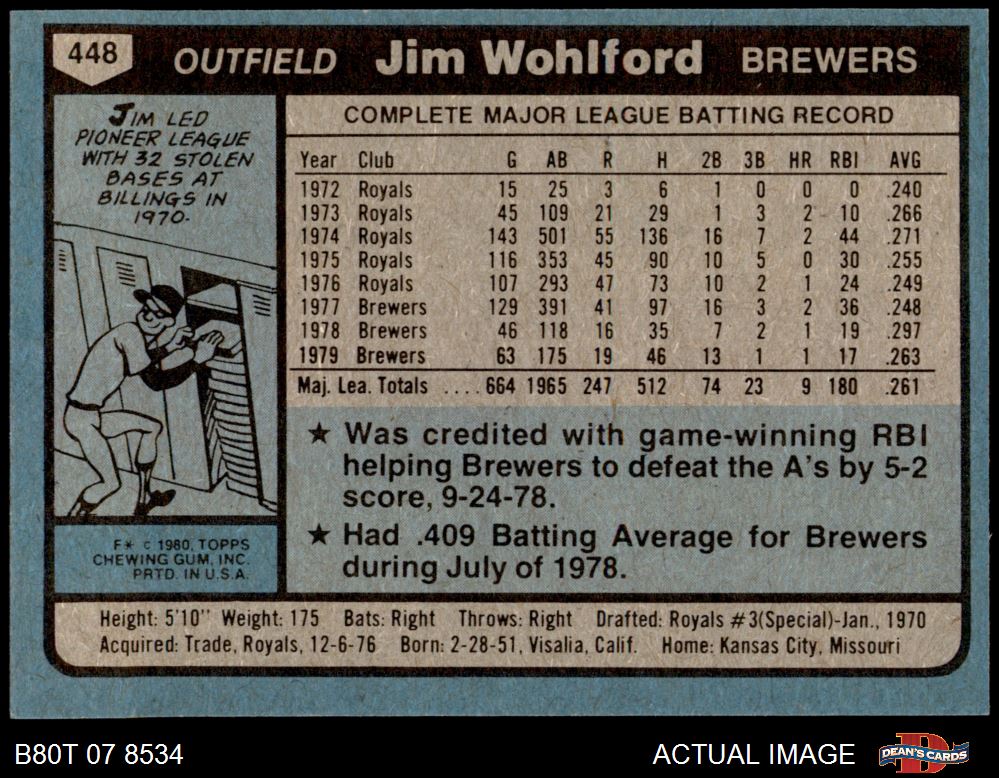 448 OUTFIELD Jim Wohlford BREWERS
JIM LED
PIONEER LEAGUE
WITH 32 STOLEN
BASES AT
BILLINGS IN
1970.
COMPLETE MAJOR LEAGUE BATTING RECORD
Year Club G AB R H 2B 3B HR RBI AVG
1972 Royals 15 25 3 6 1 0 0 0 .240
1973 Royals 45 109 21 29 1 3 2 10 .266
1974 Royals 143 501 55 136 16 7 2 44 .271
1975 Royals 116 353 45 90 10 5 0 30 .255
1976 Royals 107 293 47 73 10 2 1 24 .249
1977 Brewers 129 391 41 97 16 3 2 36 .248
1978 Brewers 46 118 16 35 7 2 1 19 .297
1979 Brewers 63 175 19 46 13 1 1 17 .263
Maj. Lea. Totals .... 664 1965 247 512 74 23 9 180 .261
★ Was credited with game-winning RBI
helping Brewers to defeat the A's by 5-2
score, 9-24-78.
★ Had .409 Batting Average for Brewers
during July of 1978.
F* © 1980, TOPPS
CHEWING GUM, INC.
PRTD. IN U.S.A.
Height: 5'10" Weight: 175 Bats: Right Throws: Right Drafted: Royals #3(Special)-Jan., 1970
Acquired: Trade, Royals, 12-6-76 Born: 2-28-51, Visalia, Calif. Home: Kansas City, Missouri
B80T 07 8534 ACTUAL IMAGE DEAN'S CARDS